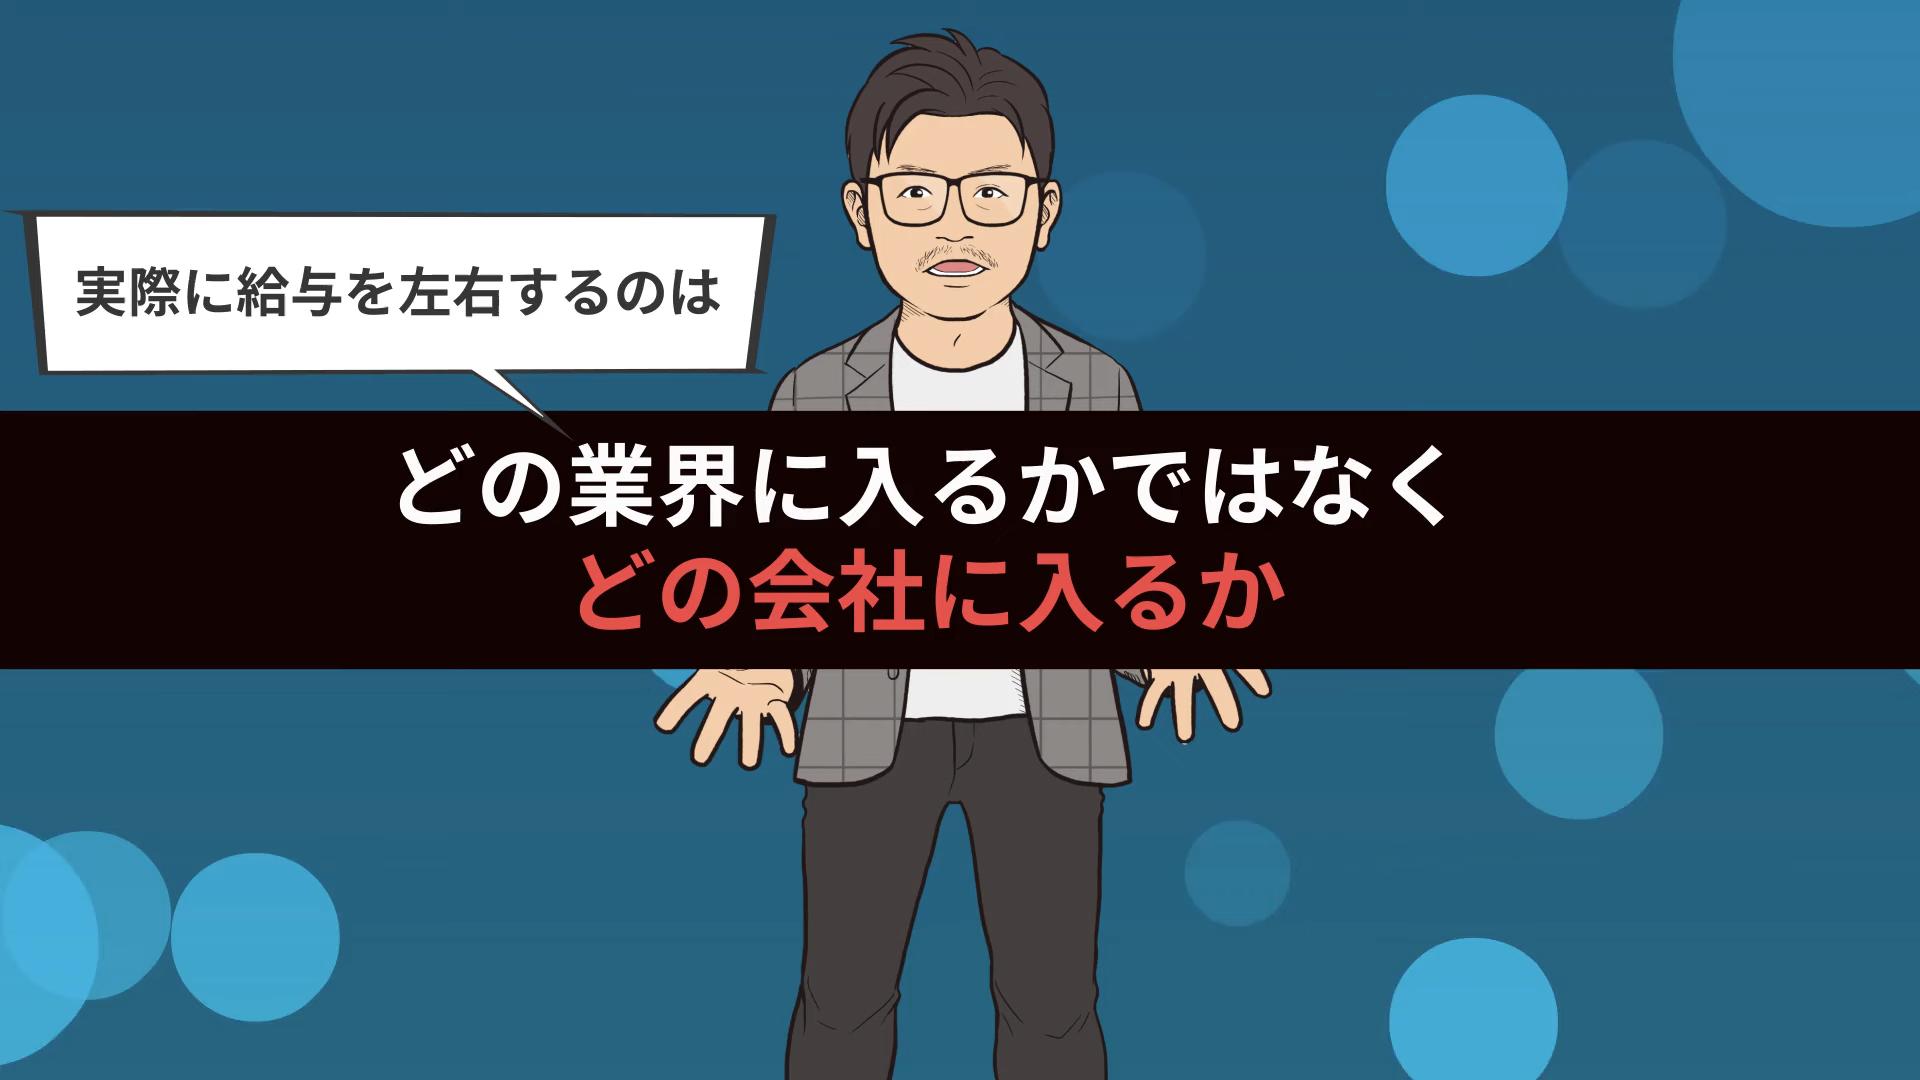 実際に給与を左右するのは
どの業界に入るかではなく
どの会社に入るか